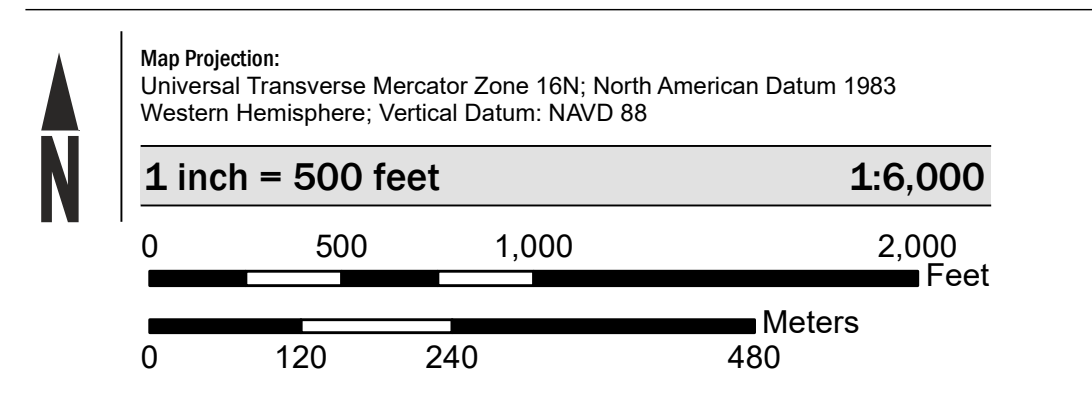 Map Projection:
Universal Transverse Mercator Zone 16N; North American Datum 1983
Western Hemisphere; Vertical Datum: NAVD 88
N
1 inch = 500 feet 1:6,000
0 500 1,000 2,000
Feet
Meters
0 120 240 480